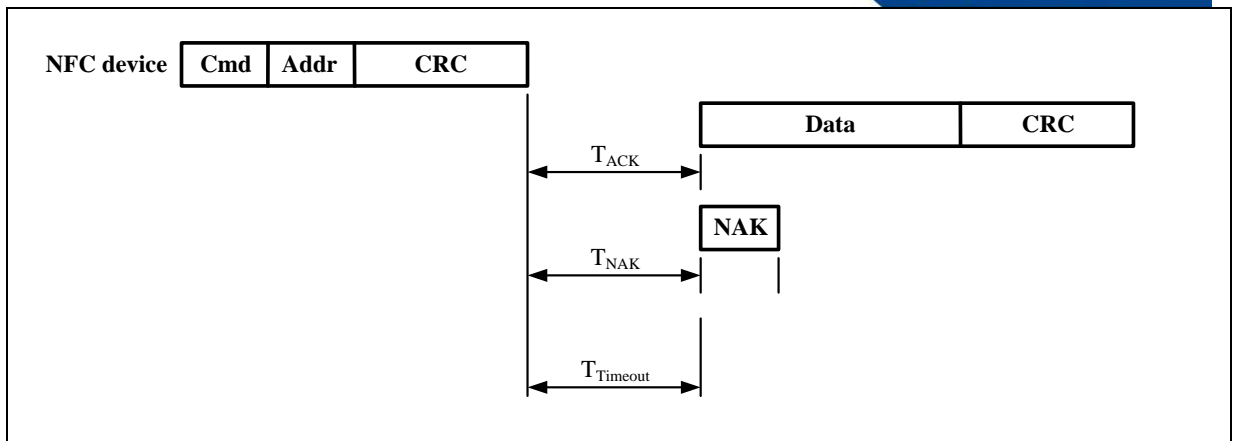 NFC device Cmd Addr CRC
Data CRC
TACK
NAK
TNAK
TTimeout